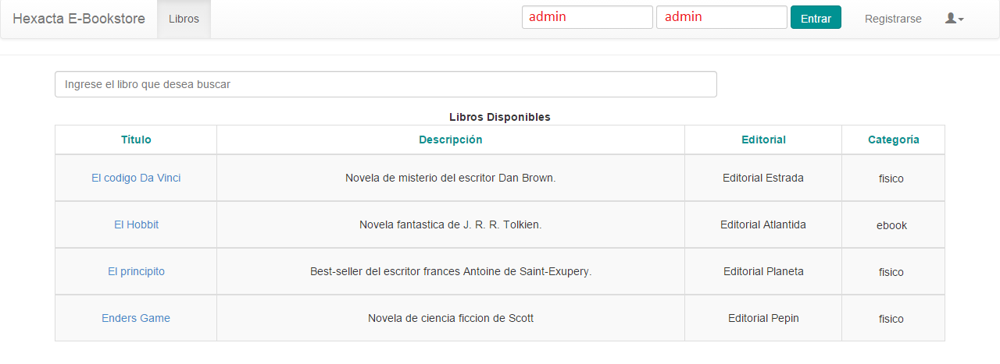 Hexacta E-Bookstore Libros admin admin Entrar Registrarse
Ingrese el libro que desea buscar
Libros Disponibles
Título Descripción Editorial Categoría
El codigo Da Vinci Novela de misterio del escritor Dan Brown. Editorial Estrada fisico
El Hobbit Novela fantastica de J. R. R. Tolkien. Editorial Atlantida ebook
El principito Best-seller del escritor frances Antoine de Saint-Exupery. Editorial Planeta fisico
Enders Game Novela de ciencia ficcion de Scott Editorial Pepin fisico